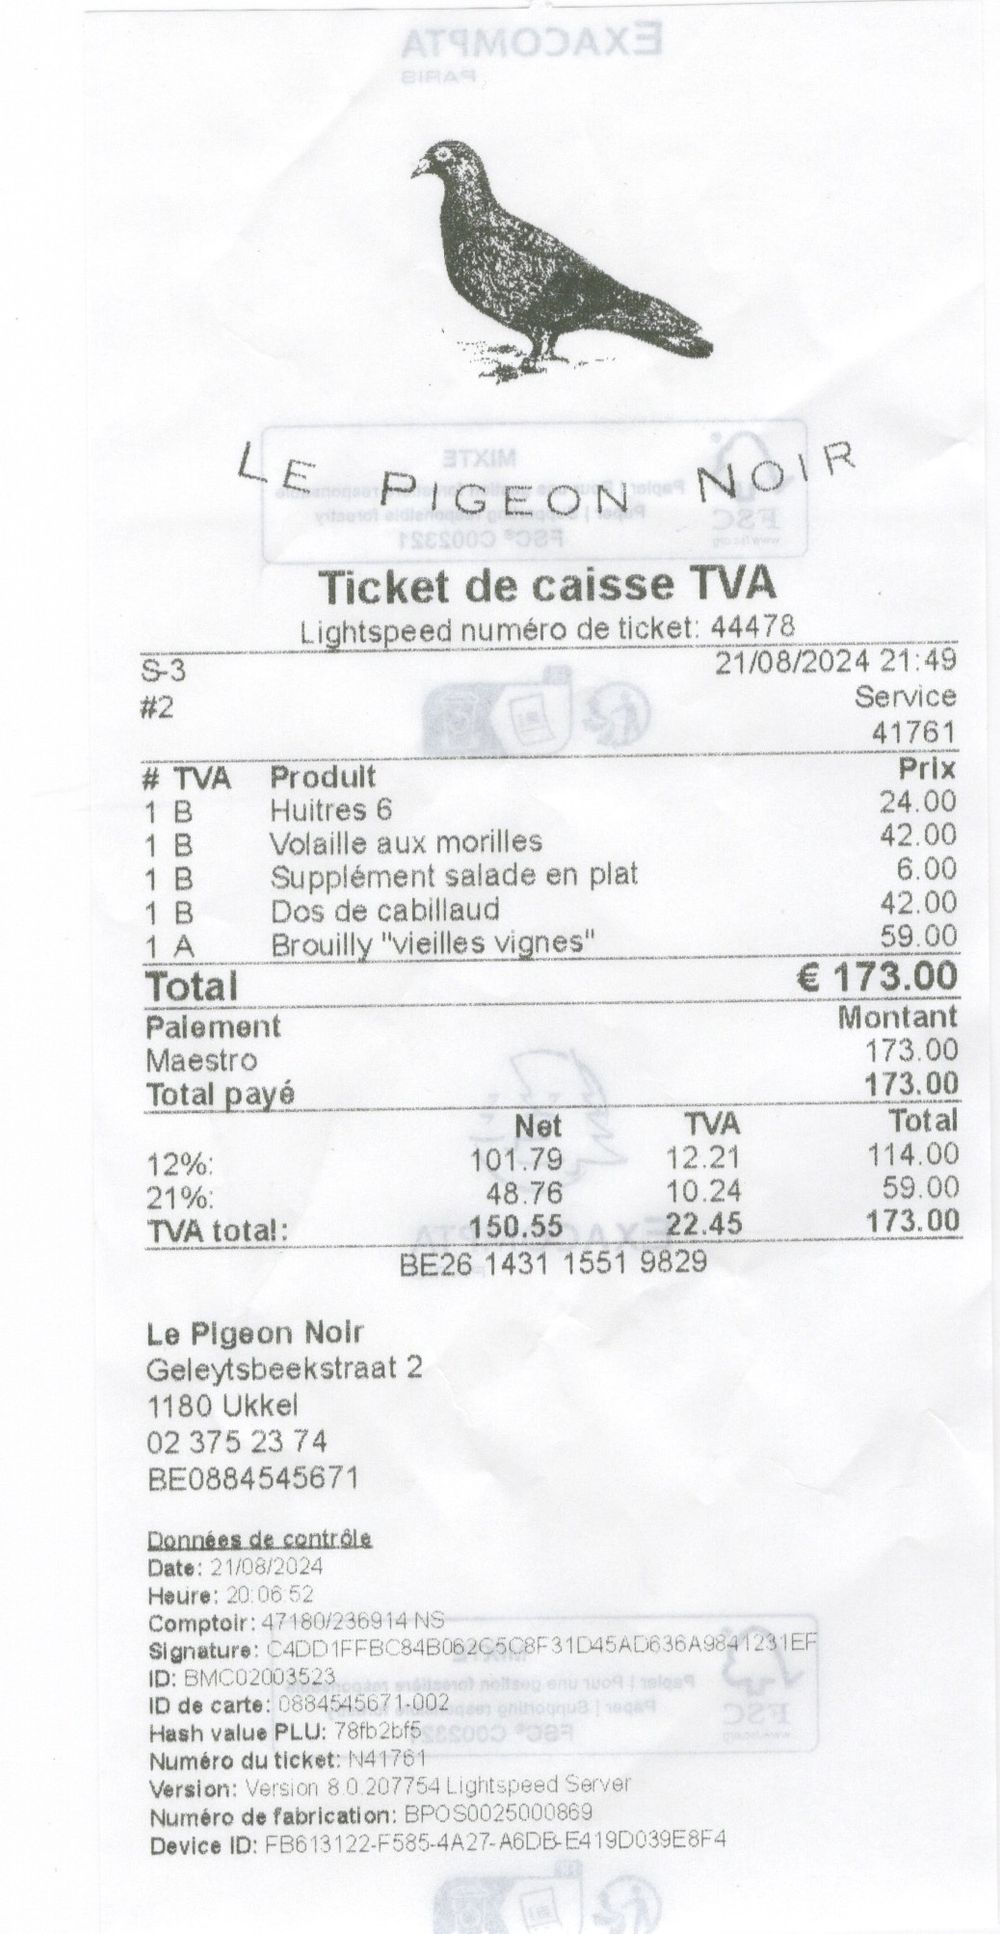 EXACOMPTA
PARIS
LE PIGEON NOIR
MIXTE
FSC® C002321
FSC
Ticket de caisse TVA
Lightspeed numéro de ticket: 44478
S-3 21/08/2024 21:49
#2 Service
41761
# TVA Produit Prix
1 B Huitres 6 24.00
1 B Volaille aux morilles 42.00
1 B Supplément salade en plat 6.00
1 B Dos de cabillaud 42.00
1 A Brouilly "vieilles vignes" 59.00
Total € 173.00
Paiement Montant
Maestro 173.00
Total payé 173.00
Net TVA Total
12%: 101.79 12.21 114.00
21%: 48.76 10.24 59.00
TVA total: 150.55 22.45 173.00
BE26 1431 1551 9829
Le Pigeon Noir
Geleytsbeekstraat 2
1180 Ukkel
02 375 23 74
BE0884545671
Données de contrôle
Date: 21/08/2024
Heure: 20:06:52
Comptoir: 47180/236914 NS
Signature: C4DD1FFBC84B062C5C8F31D45AD636A9841231EF
ID: BMC02003523
ID de carte: 0884545671-002
Hash value PLU: 78fb2bf5
Numéro du ticket: N41761
Version: Version 8.0.207754 Lightspeed Server
Numéro de fabrication: BPOS0025000869
Device ID: FB613122-F585-4A27-A6DB-E419D039E8F4